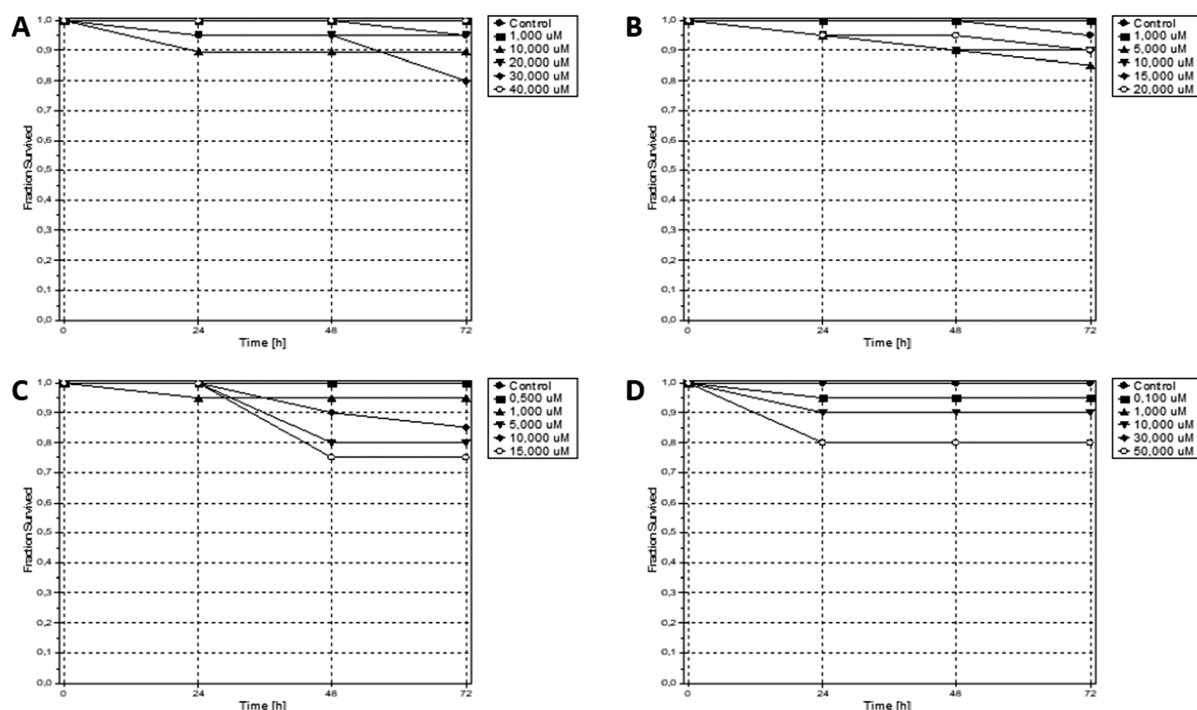 A
1,0
0,9
0,8
0,7
0,6
0,5
0,4
0,3
0,2
0,1
0,0
Fraction Survived
0
24
48
72
Time [h]
Control
1,000 uM
10,000 uM
20,000 uM
30,000 uM
40,000 uM
B
1,0
0,9
0,8
0,7
0,6
0,5
0,4
0,3
0,2
0,1
0,0
Fraction Survived
0
24
48
72
Time [h]
Control
1,000 uM
5,000 uM
10,000 uM
15,000 uM
20,000 uM
C
1,0
0,9
0,8
0,7
0,6
0,5
0,4
0,3
0,2
0,1
0,0
Fraction Survived
0
24
48
72
Time [h]
Control
0,500 uM
1,000 uM
5,000 uM
10,000 uM
15,000 uM
D
1,0
0,9
0,8
0,7
0,6
0,5
0,4
0,3
0,2
0,1
0,0
Fraction Survived
0
24
48
72
Time [h]
Control
0,100 uM
1,000 uM
10,000 uM
30,000 uM
50,000 uM